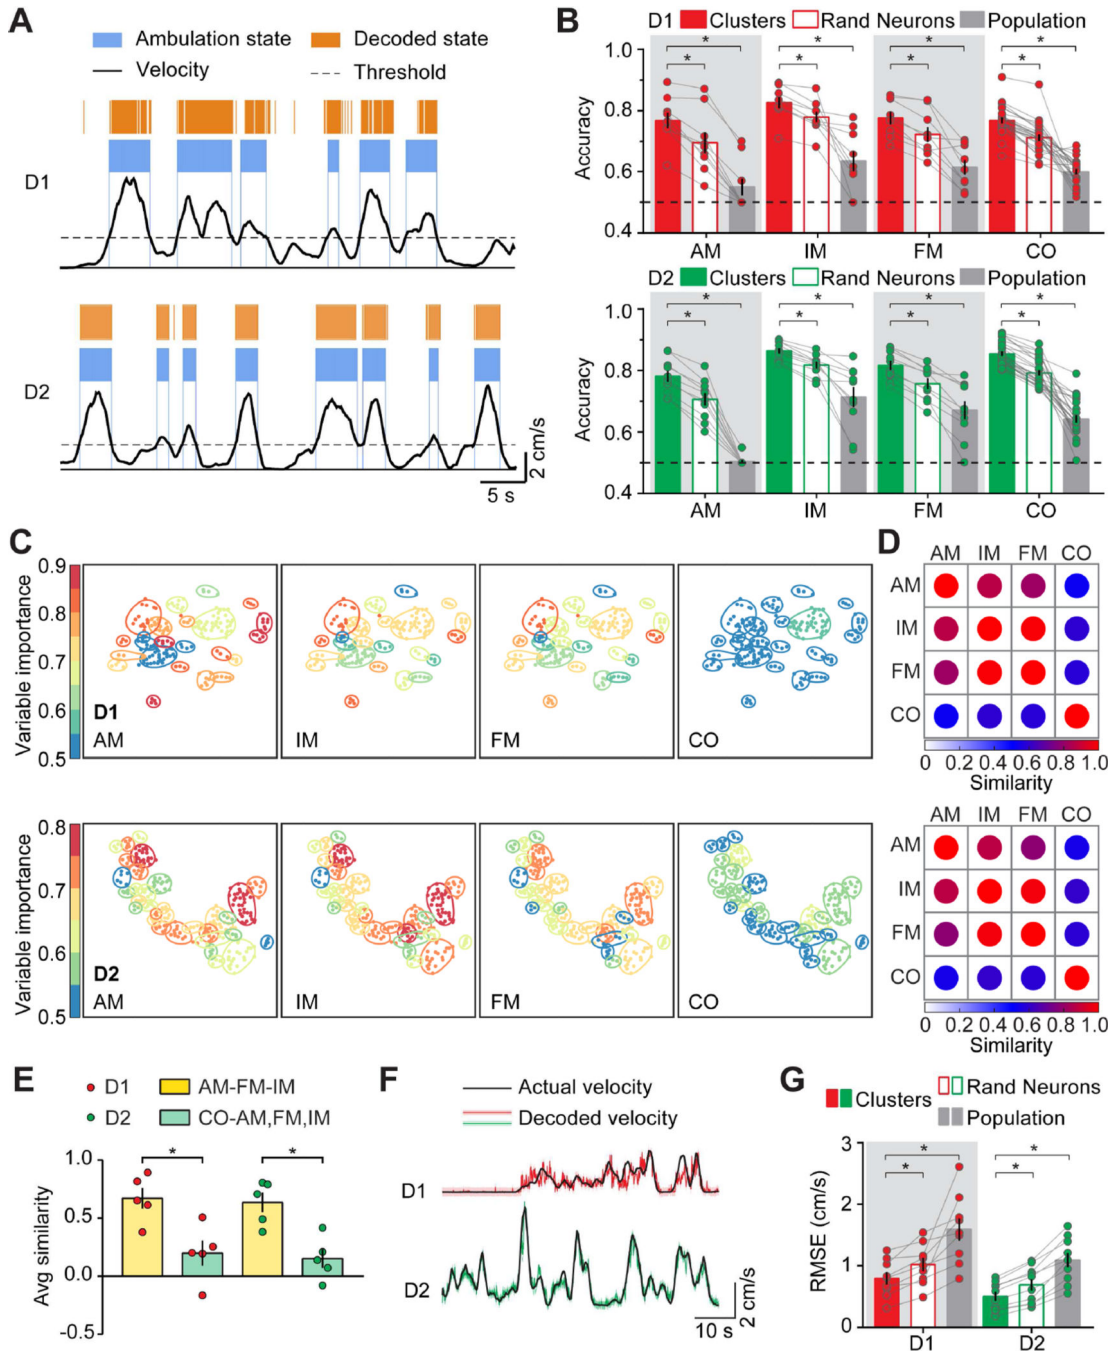 A
Ambulation state
Decoded state
Velocity
Threshold
D1
D2
2 cm/s
5 s
B
D1 Clusters Rand Neurons Population
* * * * * * * *
Accuracy
1.0
0.8
0.6
0.4
AM IM FM CO
D2 Clusters Rand Neurons Population
* * * * * * * *
Accuracy
1.0
0.8
0.6
0.4
AM IM FM CO
C
Variable importance
0.9
0.8
0.7
0.6
0.5
D1
AM IM FM CO
Variable importance
0.8
0.7
0.6
0.5
D2
AM IM FM CO
D
AM IM FM CO
AM
IM
FM
CO
0 0.2 0.4 0.6 0.8 1.0
Similarity
AM IM FM CO
AM
IM
FM
CO
0 0.2 0.4 0.6 0.8 1.0
Similarity
E
D1 AM-FM-IM
D2 CO-AM,FM,IM
* *
Avg similarity
1.0
0.5
0.0
-0.5
F
Actual velocity
Decoded velocity
D1
D2
2 cm/s
10 s
G
Clusters
Rand Neurons
Population
* * * *
RMSE (cm/s)
3
2
1
0
D1 D2